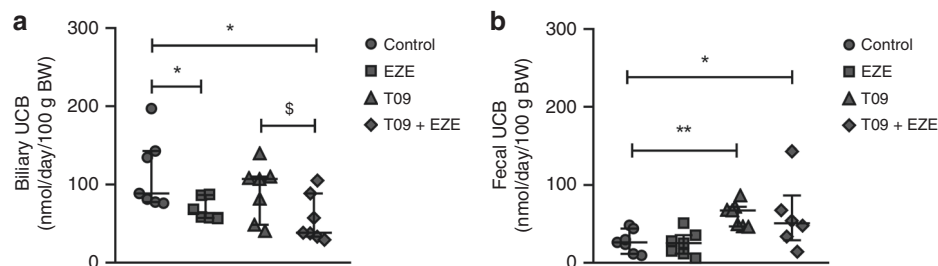 a
Biliary UCB
(nmol/day/100 g BW)
300
200
100
0
*
*
$
Control
EZE
T09
T09 + EZE
b
Fecal UCB
(nmol/day/100 g BW)
300
200
100
0
*
**
Control
EZE
T09
T09 + EZE